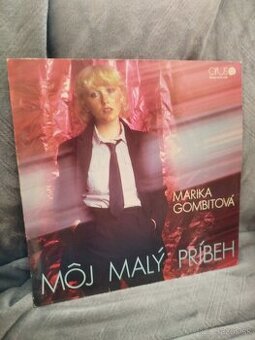 OPUS
MARIKA
GOMBITOVÁ
MÔJ MALÝ PRÍBEH